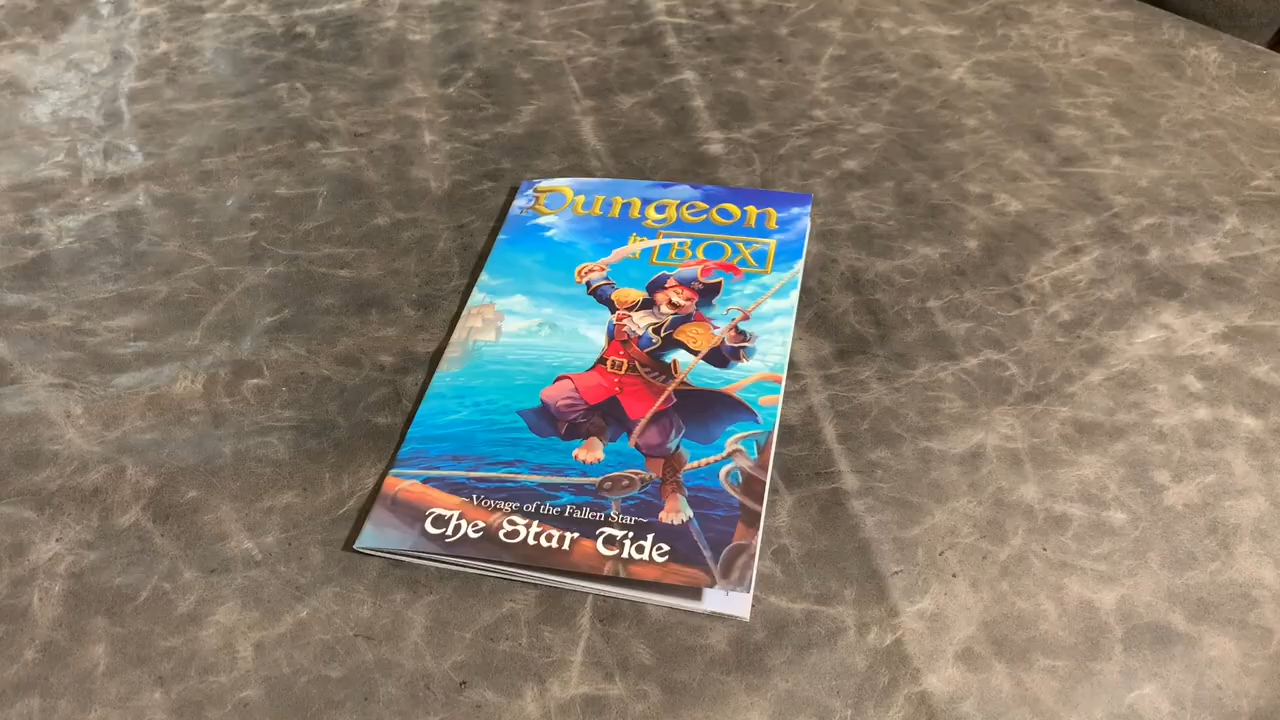 Dungeon
in a BOX
~Voyage of the Fallen Star~
The Star Tide